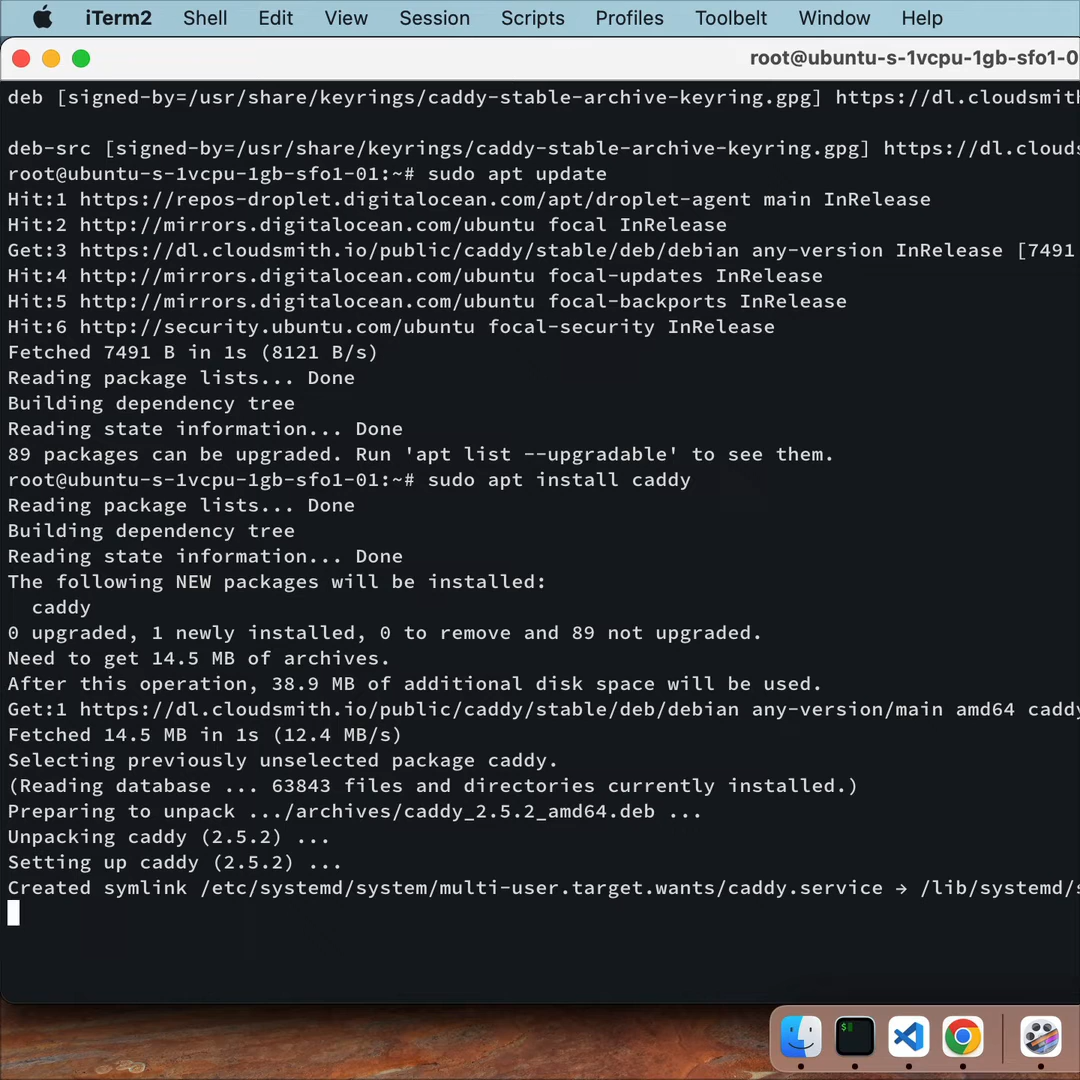 iTerm2 Shell Edit View Session Scripts Profiles Toolbelt Window Help
root@ubuntu-s-1vcpu-1gb-sfo1-0
deb [signed-by=/usr/share/keyrings/caddy-stable-archive-keyring.gpg] https://dl.cloudsmith
deb-src [signed-by=/usr/share/keyrings/caddy-stable-archive-keyring.gpg] https://dl.clouds
root@ubuntu-s-1vcpu-1gb-sfo1-01:~# sudo apt update
Hit:1 https://repos-droplet.digitalocean.com/apt/droplet-agent main InRelease
Hit:2 http://mirrors.digitalocean.com/ubuntu focal InRelease
Get:3 https://dl.cloudsmith.io/public/caddy/stable/deb/debian any-version InRelease [7491
Hit:4 http://mirrors.digitalocean.com/ubuntu focal-updates InRelease
Hit:5 http://mirrors.digitalocean.com/ubuntu focal-backports InRelease
Hit:6 http://security.ubuntu.com/ubuntu focal-security InRelease
Fetched 7491 B in 1s (8121 B/s)
Reading package lists... Done
Building dependency tree
Reading state information... Done
89 packages can be upgraded. Run 'apt list --upgradable' to see them.
root@ubuntu-s-1vcpu-1gb-sfo1-01:~# sudo apt install caddy
Reading package lists... Done
Building dependency tree
Reading state information... Done
The following NEW packages will be installed:
caddy
0 upgraded, 1 newly installed, 0 to remove and 89 not upgraded.
Need to get 14.5 MB of archives.
After this operation, 38.9 MB of additional disk space will be used.
Get:1 https://dl.cloudsmith.io/public/caddy/stable/deb/debian any-version/main amd64 caddy
Fetched 14.5 MB in 1s (12.4 MB/s)
Selecting previously unselected package caddy.
(Reading database ... 63843 files and directories currently installed.)
Preparing to unpack .../archives/caddy_2.5.2_amd64.deb ...
Unpacking caddy (2.5.2) ...
Setting up caddy (2.5.2) ...
Created symlink /etc/systemd/system/multi-user.target.wants/caddy.service → /lib/systemd/s